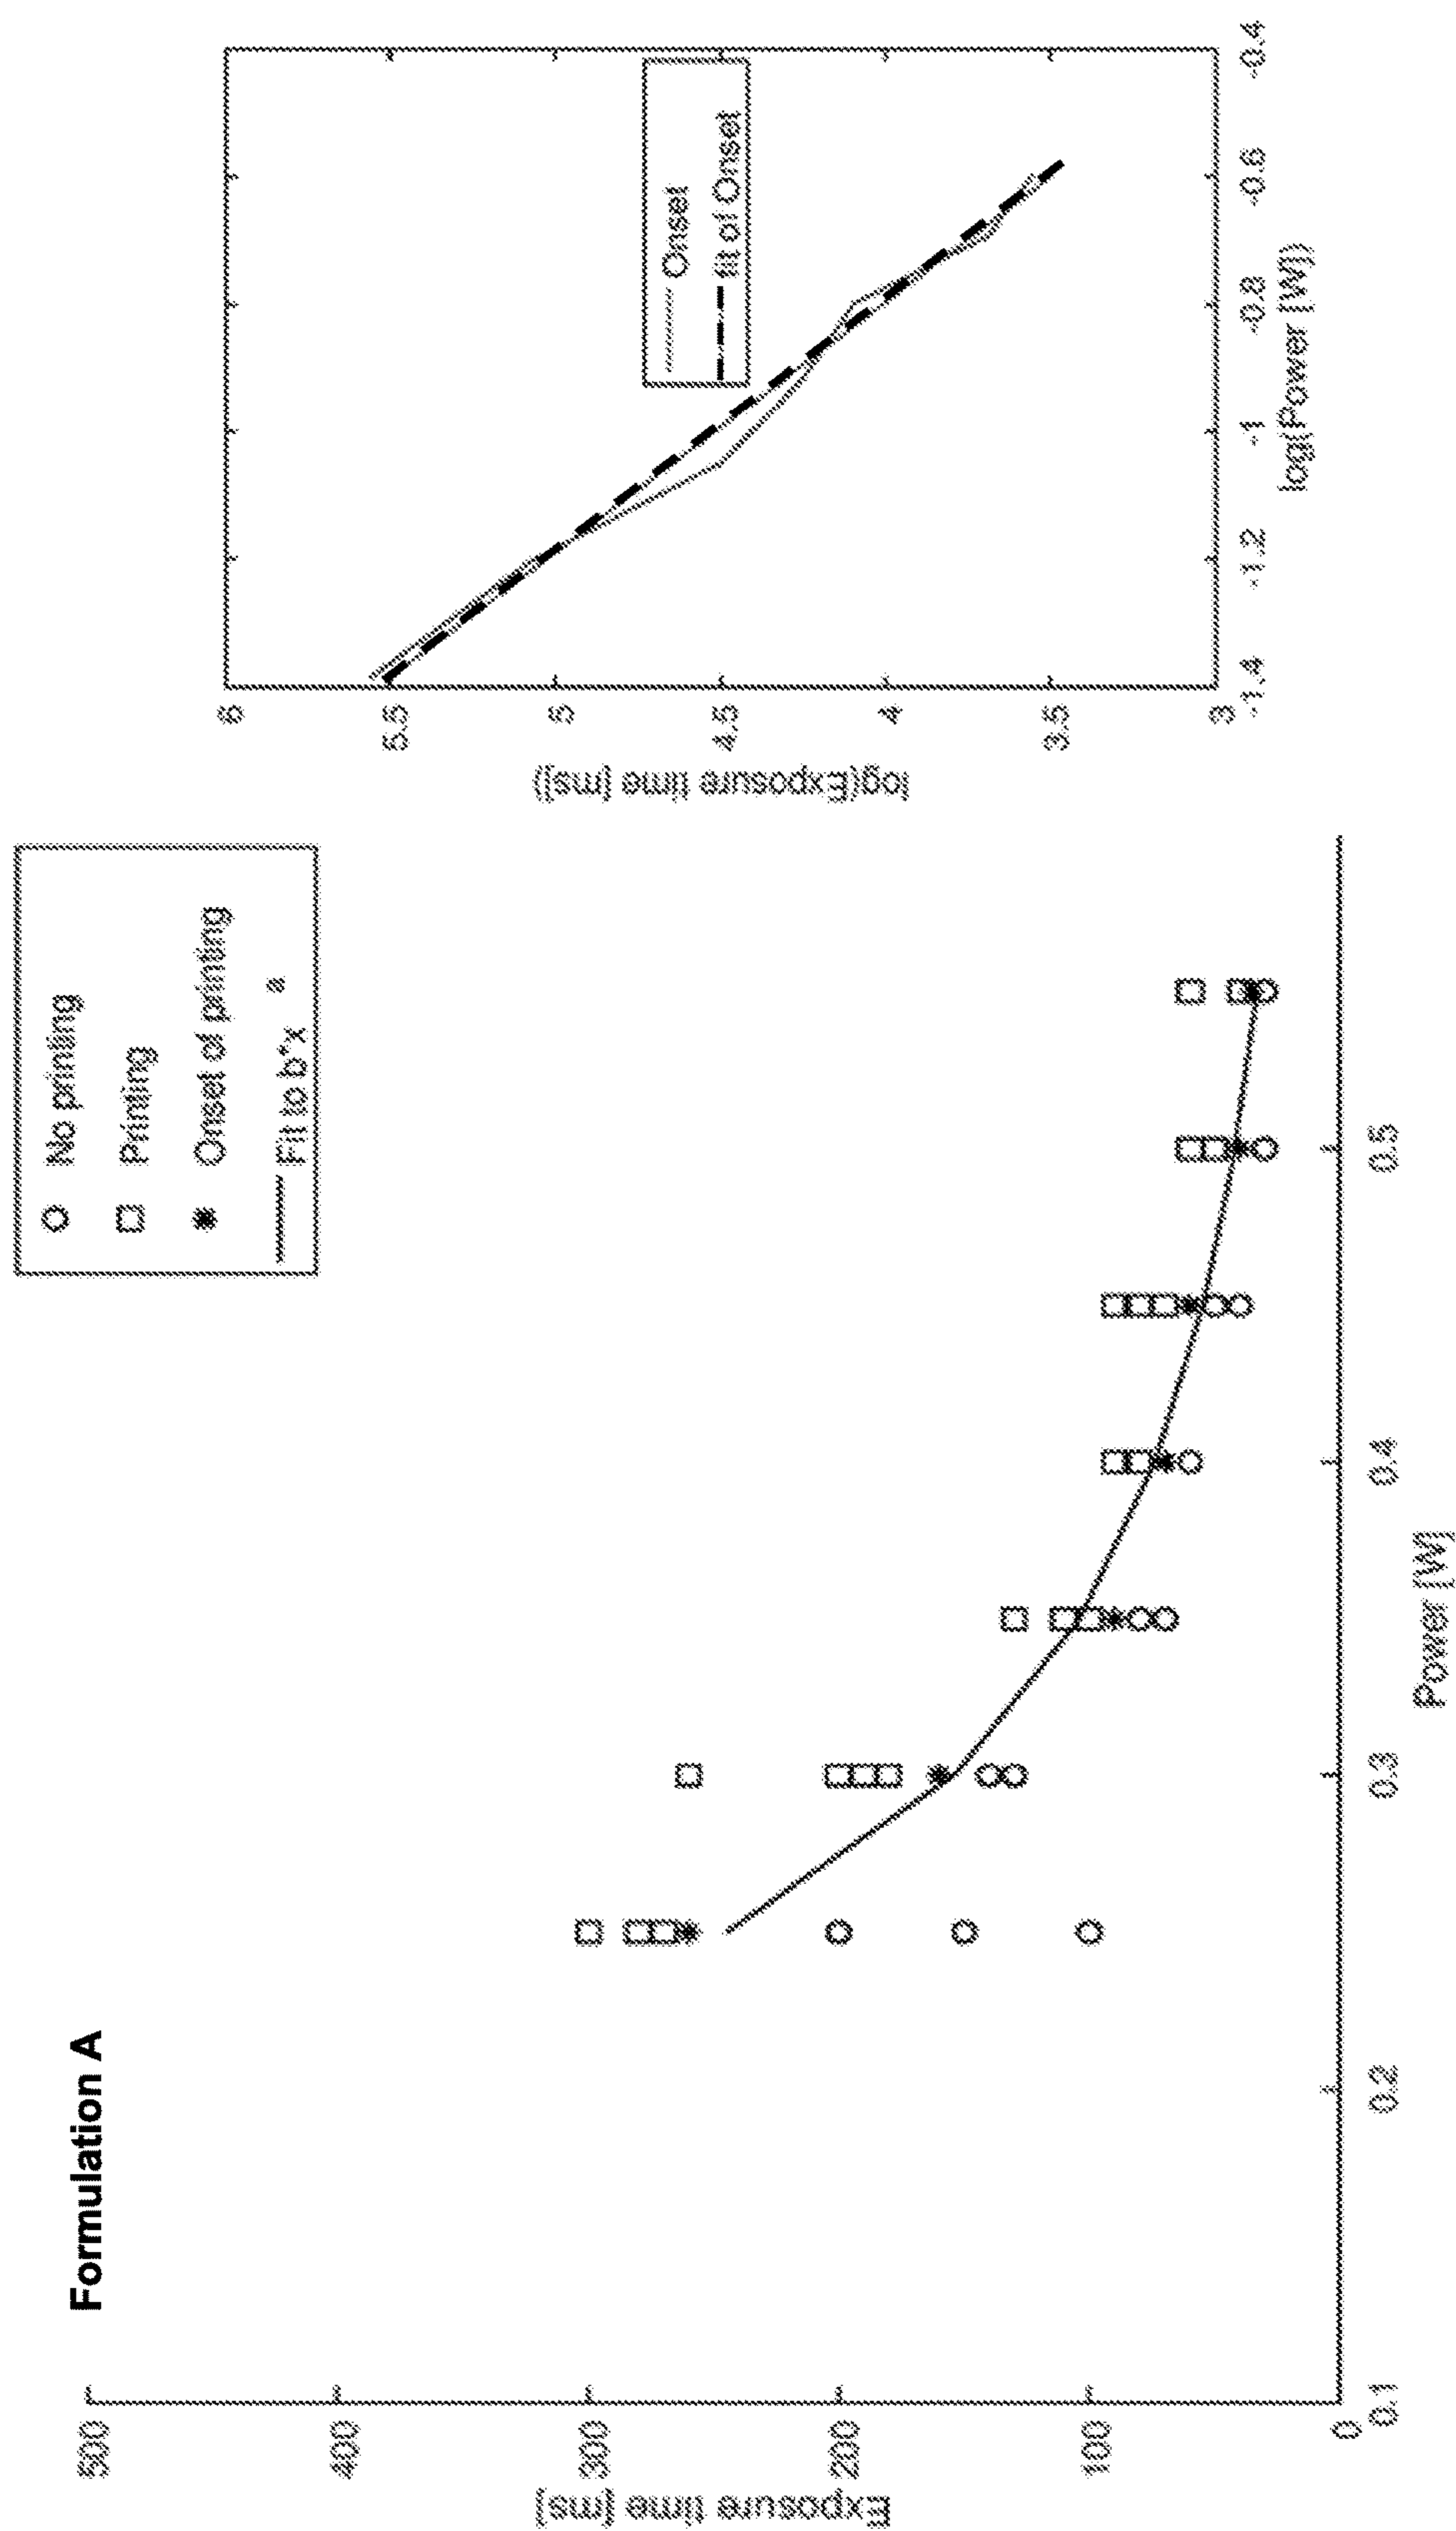 Formulation A
No printing
Printing
Onset of printing
Fit to b*x a
Exposure time [ms]
500
400
300
200
100
0
0.1
0.2
0.3
0.4
0.5
Power [W]
log(Exposure time [ms])
6
5.5
5
4.5
4
3.5
3
-1.4
-1.2
-1
-0.8
-0.6
-0.4
log(Power [W])
Onset
fit of Onset